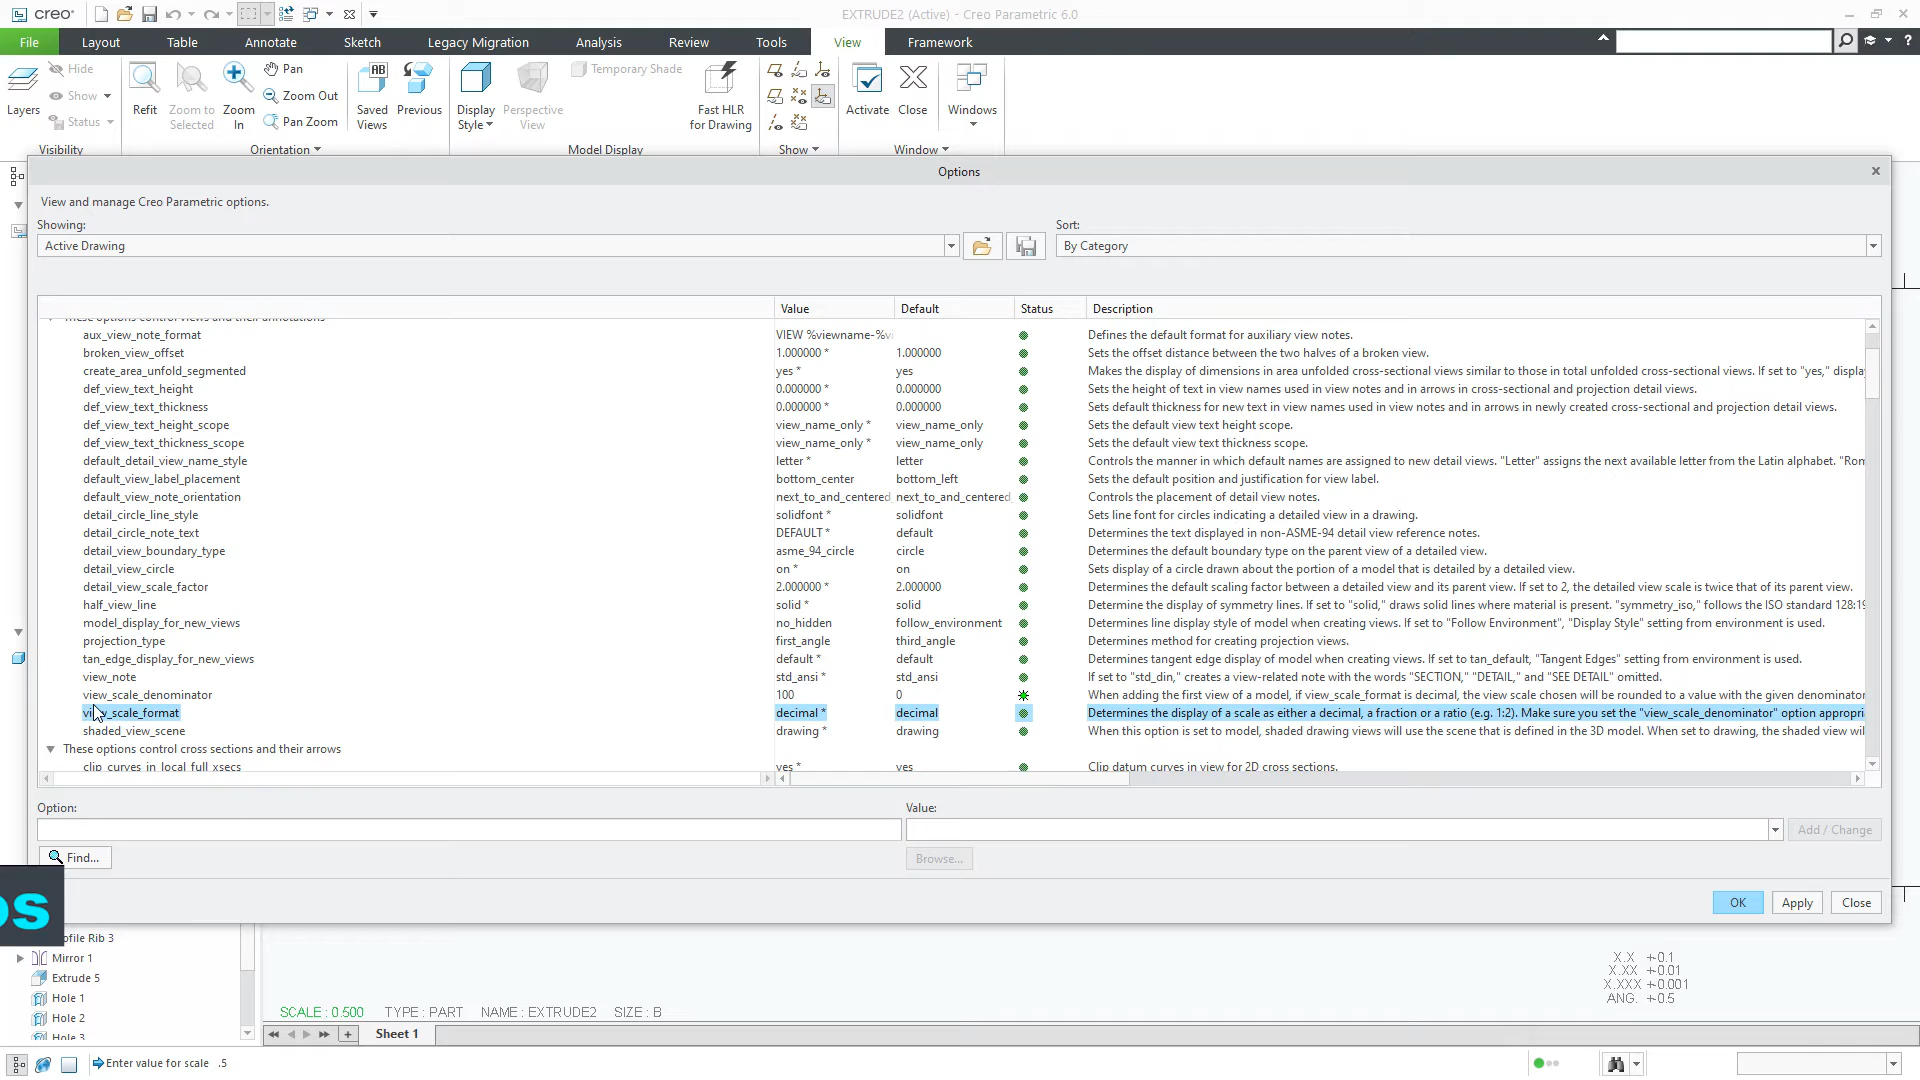 creo
EXTRUDE2 (Active) - Creo Parametric 6.0
File Layout Table Annotate Sketch Legacy Migration Analysis Review Tools View Framework
Hide
Show
Status
Layers
Refit
Zoom to Selected
Zoom In
Pan
Zoom Out
Pan Zoom
Saved Views
Previous
Display Style
Perspective View
Temporary Shade
Fast HLR for Drawing
Activate
Close
Windows
Visibility Orientation Model Display Show Window
Options
View and manage Creo Parametric options.
Showing: Sort:
Active Drawing By Category
Value Default Status Description
These options control views and their annotations
aux_view_note_format VIEW %viewname-%vi Defines the default format for auxiliary view notes.
broken_view_offset 1.000000 * 1.000000 Sets the offset distance between the two halves of a broken view.
create_area_unfold_segmented yes * yes Makes the display of dimensions in area unfolded cross-sectional views similar to those in total unfolded cross-sectional views. If set to "yes," displa
def_view_text_height 0.000000 * 0.000000 Sets the height of text in view names used in view notes and in arrows in cross-sectional and projection detail views.
def_view_text_thickness 0.000000 * 0.000000 Sets default thickness for new text in view names used in view notes and in arrows in newly created cross-sectional and projection detail views.
def_view_text_height_scope view_name_only * view_name_only Sets the default view text height scope.
def_view_text_thickness_scope view_name_only * view_name_only Sets the default view text thickness scope.
default_detail_view_name_style letter * letter Controls the manner in which default names are assigned to new detail views. "Letter" assigns the next available letter from the Latin alphabet. "Rom
default_view_label_placement bottom_center bottom_left Sets the default position and justification for view label.
default_view_note_orientation next_to_and_centered_ next_to_and_centered_ Controls the placement of detail view notes.
detail_circle_line_style solidfont * solidfont Sets line font for circles indicating a detailed view in a drawing.
detail_circle_note_text DEFAULT * default Determines the text displayed in non-ASME-94 detail view reference notes.
detail_view_boundary_type asme_94_circle circle Determines the default boundary type on the parent view of a detailed view.
detail_view_circle on * on Sets display of a circle drawn about the portion of a model that is detailed by a detailed view.
detail_view_scale_factor 2.000000 * 2.000000 Determines the default scaling factor between a detailed view and its parent view. If set to 2, the detailed view scale is twice that of its parent view.
half_view_line solid * solid Determine the display of symmetry lines. If set to "solid," draws solid lines where material is present. "symmetry_iso," follows the ISO standard 128:19
model_display_for_new_views no_hidden follow_environment Determines line display style of model when creating views. If set to "Follow Environment", "Display Style" setting from environment is used.
projection_type first_angle third_angle Determines method for creating projection views.
tan_edge_display_for_new_views default * default Determines tangent edge display of model when creating views. If set to tan_default, "Tangent Edges" setting from environment is used.
view_note std_ansi * std_ansi If set to "std_din," creates a view-related note with the words "SECTION," "DETAIL," and "SEE DETAIL" omitted.
view_scale_denominator 100 0 When adding the first view of a model, if view_scale_format is decimal, the view scale chosen will be rounded to a value with the given denominator
view_scale_format decimal * decimal Determines the display of a scale as either a decimal, a fraction or a ratio (e.g. 1:2). Make sure you set the "view_scale_denominator" option appropri
shaded_view_scene drawing * drawing When this option is set to model, shaded drawing views will use the scene that is defined in the 3D model. When set to drawing, the shaded view wil
These options control cross sections and their arrows
clip_curves_in_local_full_xsecs yes * yes Clip datum curves in view for 2D cross sections.
Option: Value:
Add / Change
Find... Browse...
OK Apply Close
os
ofile Rib 3
Mirror 1
Extrude 5
Hole 1
Hole 2
Hole 3
X.X +-0.1
X.XX +-0.01
X.XXX +-0.001
ANG. +-0.5
SCALE : 0.500 TYPE : PART NAME : EXTRUDE2 SIZE : B
Sheet 1
Enter value for scale .5